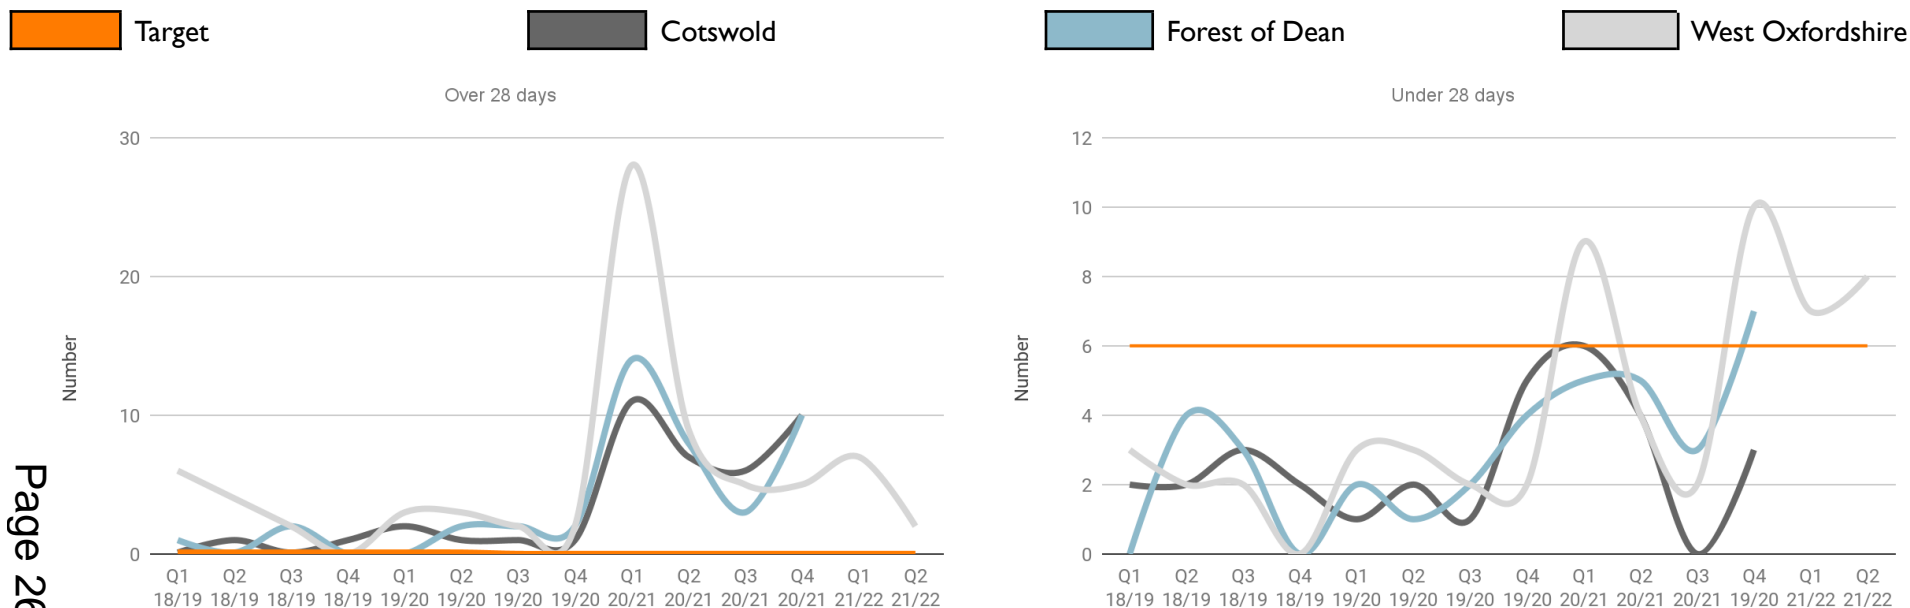 Target
Cotswold
Forest of Dean
West Oxfordshire
Over 28 days
30
20
10
0
Number
Q1 Q2 Q3 Q4 Q1 Q2 Q3 Q4 Q1 Q2 Q3 Q4 Q1 Q2
18/19 18/19 18/19 18/19 19/20 19/20 19/20 19/20 20/21 20/21 20/21 20/21 21/22 21/22
Under 28 days
12
10
8
6
4
2
0
Number
Q1 Q2 Q3 Q4 Q1 Q2 Q3 Q4 Q1 Q2 Q3 Q4 Q1 Q2
18/19 18/19 18/19 18/19 19/20 19/20 19/20 19/20 20/21 20/21 20/21 19/20 21/22 21/22
Page 26